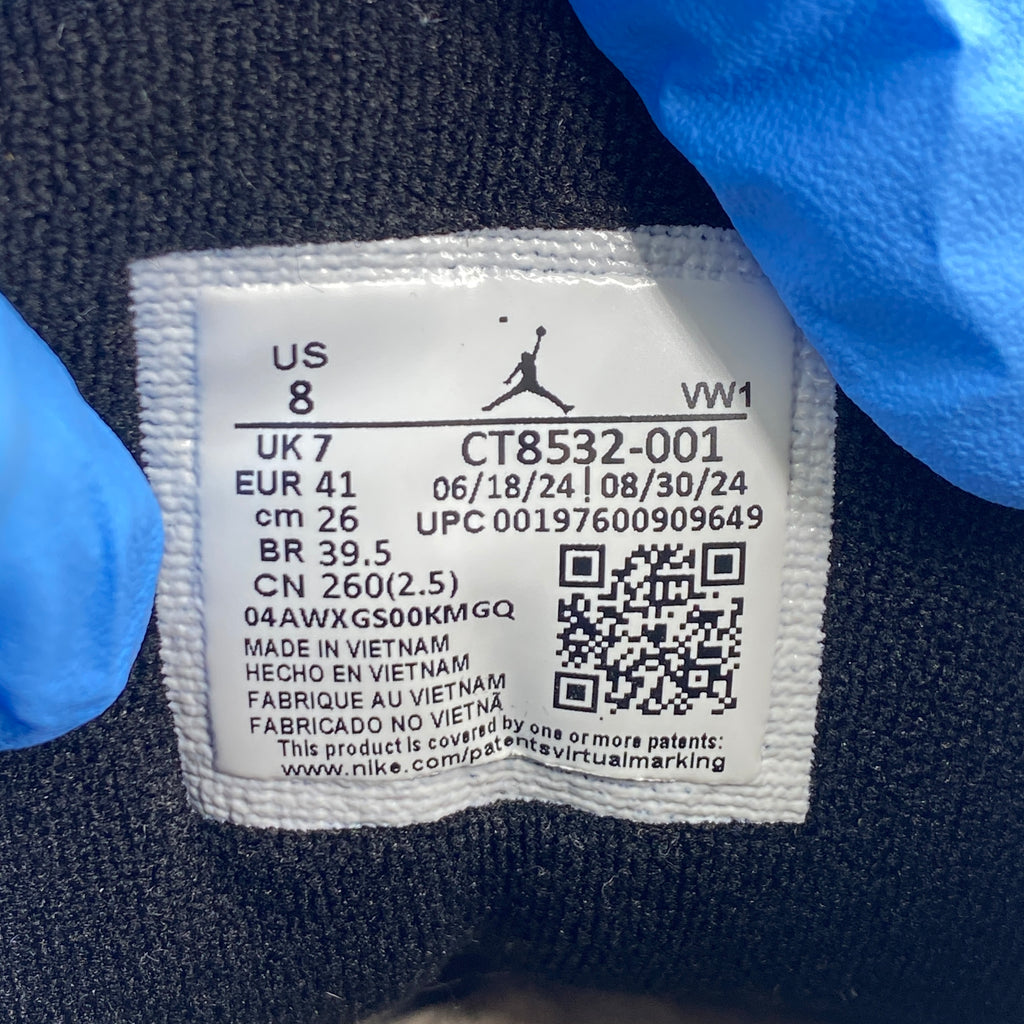 US
8
VW1
UK 7
CT8532-001
EUR 41
06/18/24 | 08/30/24
cm 26
UPC 00197600909649
BR 39.5
CN 260(2.5)
04AWXGS00KMGQ
MADE IN VIETNAM
HECHO EN VIETNAM
FABRIQUE AU VIETNAM
FABRICADO NO VIETNÃ
This product is covered by one or more patents:
www.nike.com/patentsvirtualmarking